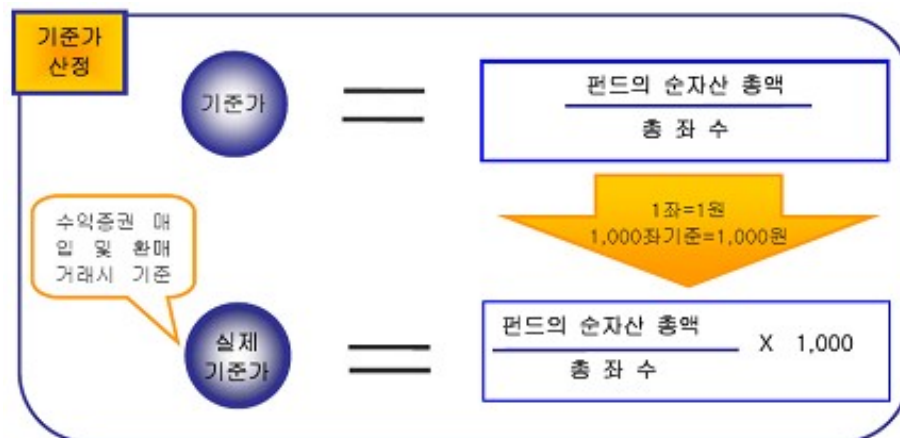 기준가
산정
기준가
펀드의 순자산 총액
총 좌 수
1좌=1원
1,000좌기준=1,000원
수익증권 매
입 및 환매
거래시 기준
실제
기준가
펀드의 순자산 총액
총 좌 수
X 1,000